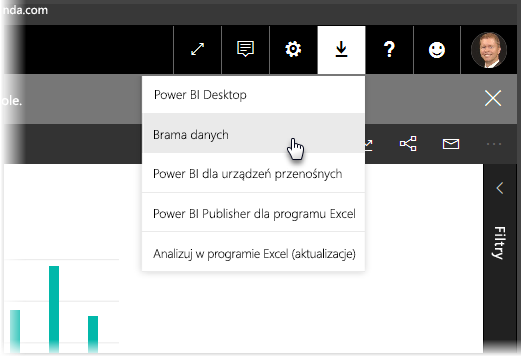 nda.com
ole.
Power BI Desktop
Brama danych
Power BI dla urządzeń przenośnych
Power BI Publisher dla programu Excel
Analizuj w programie Excel (aktualizacje)
Filtry